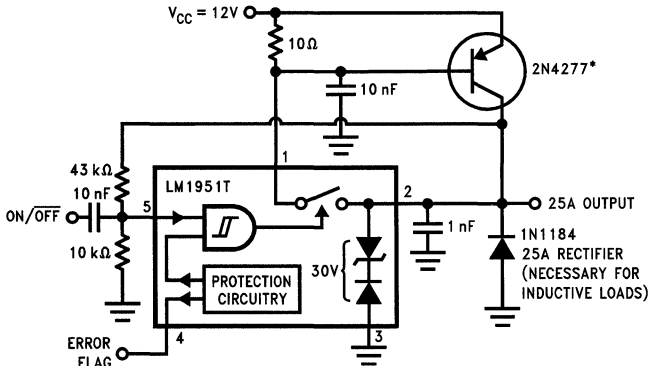 VCC = 12V
10Ω
2N4277*
10 nF
1
43 kΩ
LM1951T
2
10 nF
25A OUTPUT
ON/OFF
5
1 nF
1N1184
10 kΩ
25A RECTIFIER
30V
(NECESSARY FOR
PROTECTION
INDUCTIVE LOADS)
CIRCUITRY
4
3
ERROR
FLAG